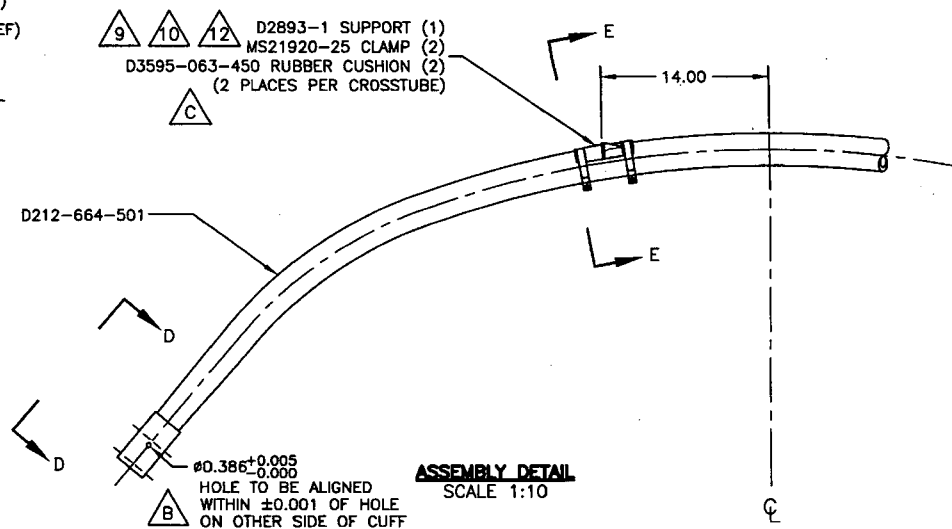 )
EF)
9 10 12 D2893-1 SUPPORT (1)
MS21920-25 CLAMP (2)
D3595-063-450 RUBBER CUSHION (2)
(2 PLACES PER CROSSTUBE)
C
E
14.00
D212-664-501
E
D
D
Ø0.386+0.005
-0.000
HOLE TO BE ALIGNED
WITHIN ±0.001 OF HOLE
ON OTHER SIDE OF CUFF
B
ASSEMBLY DETAIL
SCALE 1:10
℄